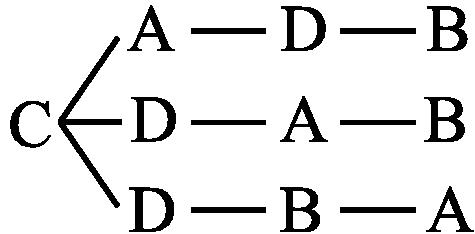 A — D — B
C D — A — B
D — B — A